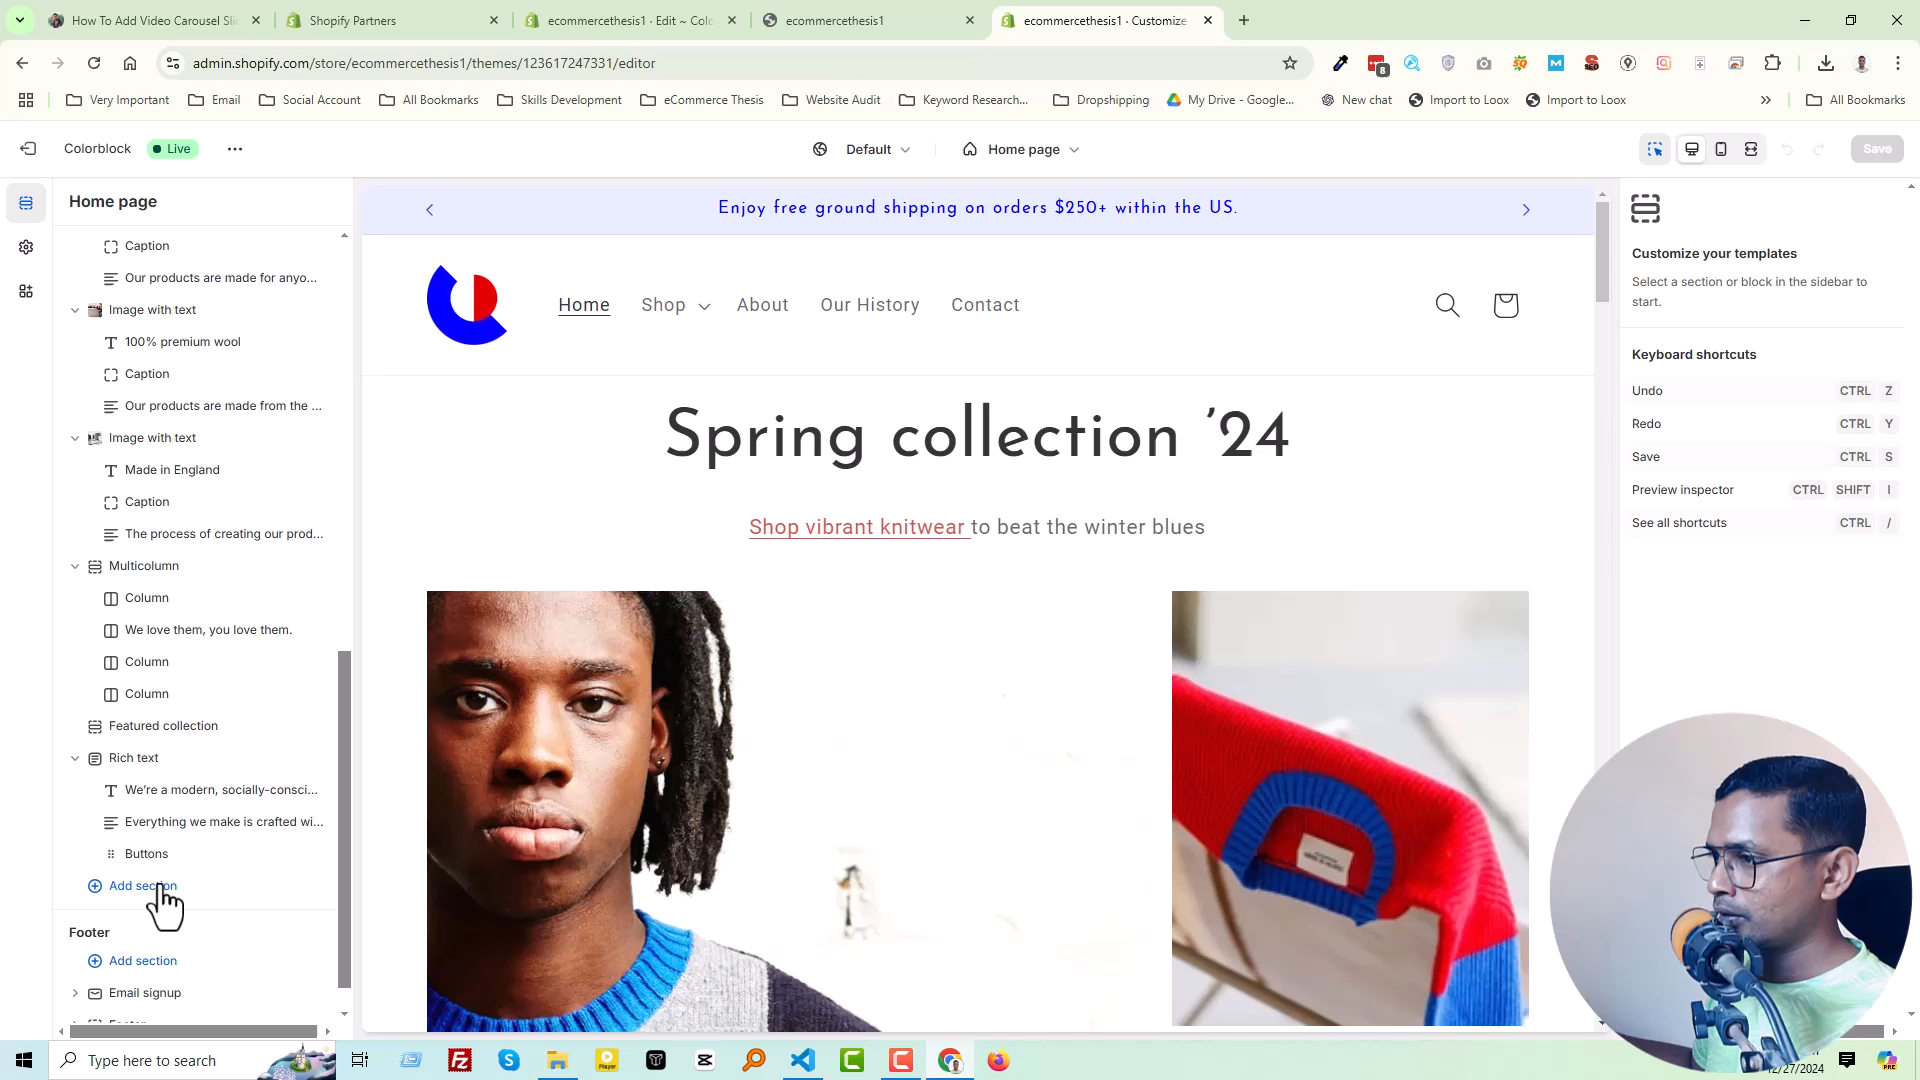 How To Add Video Carousel Sli
Shopify Partners
ecommercethesis1 · Edit ~ Colo
ecommercethesis1
ecommercethesis1 · Customize
admin.shopify.com/store/ecommercethesis1/themes/123617247331/editor
8
Very Important
Email
Social Account
All Bookmarks
Skills Development
eCommerce Thesis
Website Audit
Keyword Research...
Dropshipping
My Drive - Google...
New chat
Import to Loox
Import to Loox
All Bookmarks
Colorblock
Live
Default
Home page
Save
Home page
Caption
Our products are made for anyo...
Image with text
100% premium wool
Caption
Our products are made from the ...
Image with text
Made in England
Caption
The process of creating our prod...
Multicolumn
Column
We love them, you love them.
Column
Column
Featured collection
Rich text
We're a modern, socially-consci...
Everything we make is crafted wi...
Buttons
Add section
Footer
Add section
Email signup
Enjoy free ground shipping on orders $250+ within the US.
Home
Shop
About
Our History
Contact
Spring collection '24
Shop vibrant knitwear to beat the winter blues
Customize your templates
Select a section or block in the sidebar to
start.
Keyboard shortcuts
Undo CTRL Z
Redo CTRL Y
Save CTRL S
Preview inspector CTRL SHIFT I
See all shortcuts CTRL /
Type here to search
12/27/2024